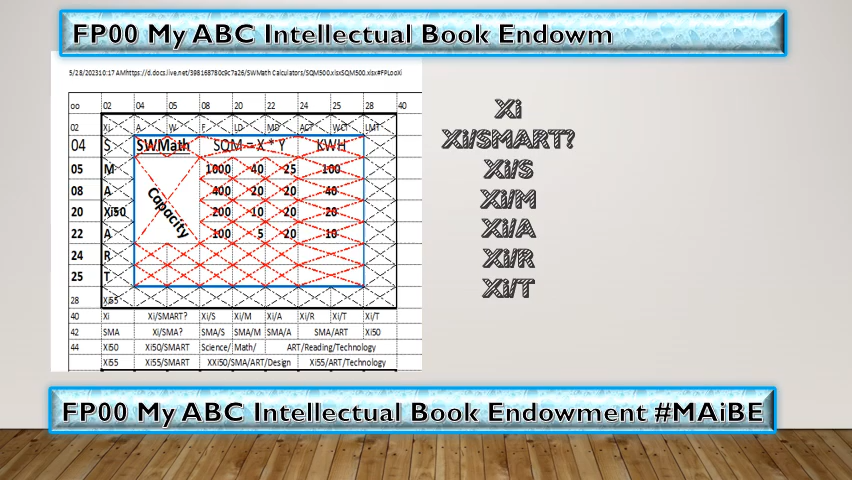 FP00 My ABC Intellectual Book Endowm
5/28/202310:17 AMhttps://d.docs.live.net/398168780c9c7a26/SWMath Calculators/SQM500.xlsxSQM500.xlsx#FPLooXi
oo 02 04 05 08 20 22 24 25 28 40
02 Xi A W F LD MD ACT WCT LMT
04 S SWMath SQM = X * Y KWH
05 M 1000 40 25 100
08 A 400 20 20 40
20 Xi50 200 10 20 20
22 A 100 5 20 10
Capacity
24 R
25 T
28 Xi55
40 Xi Xi/SMART? Xi/S Xi/M Xi/A Xi/R Xi/T Xi/T
42 SMA Xi/SMA? SMA/S SMA/M SMA/A SMA/ART Xi50
44 Xi50 Xi50/SMART Science/ Math/ ART/Reading/Technology
Xi55 Xi55/SMART XXi50/SMA/ART/Design Xi55/ART/Technology
Xi
Xi/SMART?
Xi/S
Xi/M
Xi/A
Xi/R
Xi/T
FP00 My ABC Intellectual Book Endowment #MAiBE